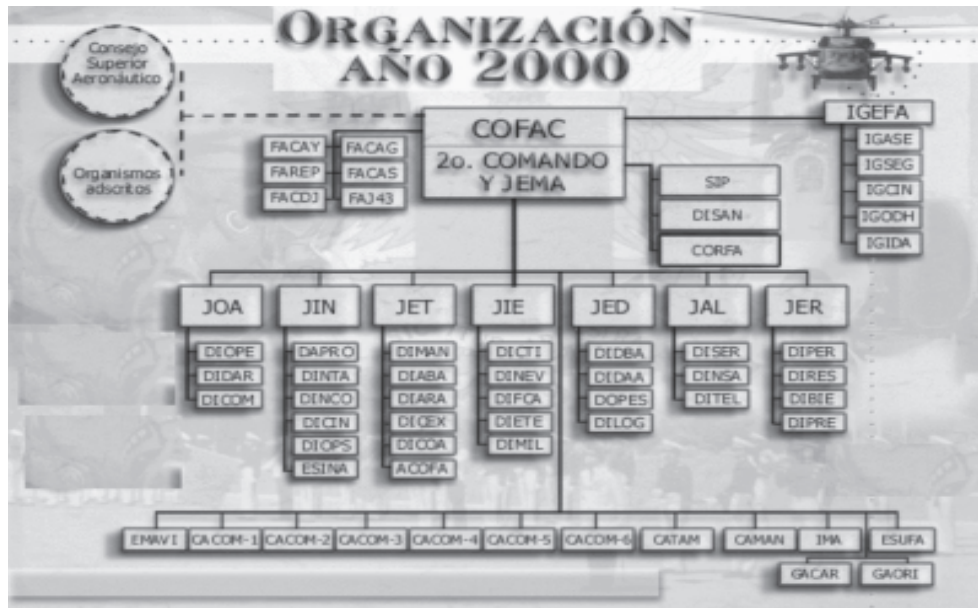 ORGANIZACIÓN
AÑO 2000
Consejo
Superior
Aeronáutico
Organismos
adscritos
COFAC
2o. COMANDO
Y JEMA
FACAY
FACAG
FAREP
FACAS
FACDJ
FAJ43
SIP
DISAN
CORFA
IGEFA
IGASE
IGSEG
IGCIN
IGODH
IGIDA
JOA
DIOPE
DIDAR
DICOM
JIN
DAPRO
DINTA
DINCO
DICIN
DIOPS
ESINA
JET
DIMAN
DIABA
DIARA
DICEX
DICOA
ACOFA
JIE
DICTI
DINEV
DIFCA
DIETE
DIMIL
JED
DIDBA
DIDAA
DOPES
DILOG
JAL
DISER
DINSA
DITEL
JER
DIPER
DIRES
DIBIE
DIPRE
EMAVI
CACOM-1
CACOM-2
CACOM-3
CACOM-4
CACOM-5
CACOM-6
CATAM
CAMAN
IMA
ESUFA
GACAR
GAORI